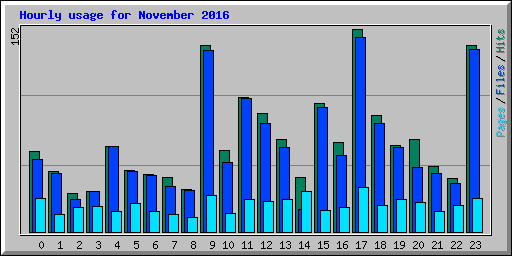 Hourly usage for November 2016
152
Pages/Files/Hits
0 1 2 3 4 5 6 7 8 9 10 11 12 13 14 15 16 17 18 19 20 21 22 23